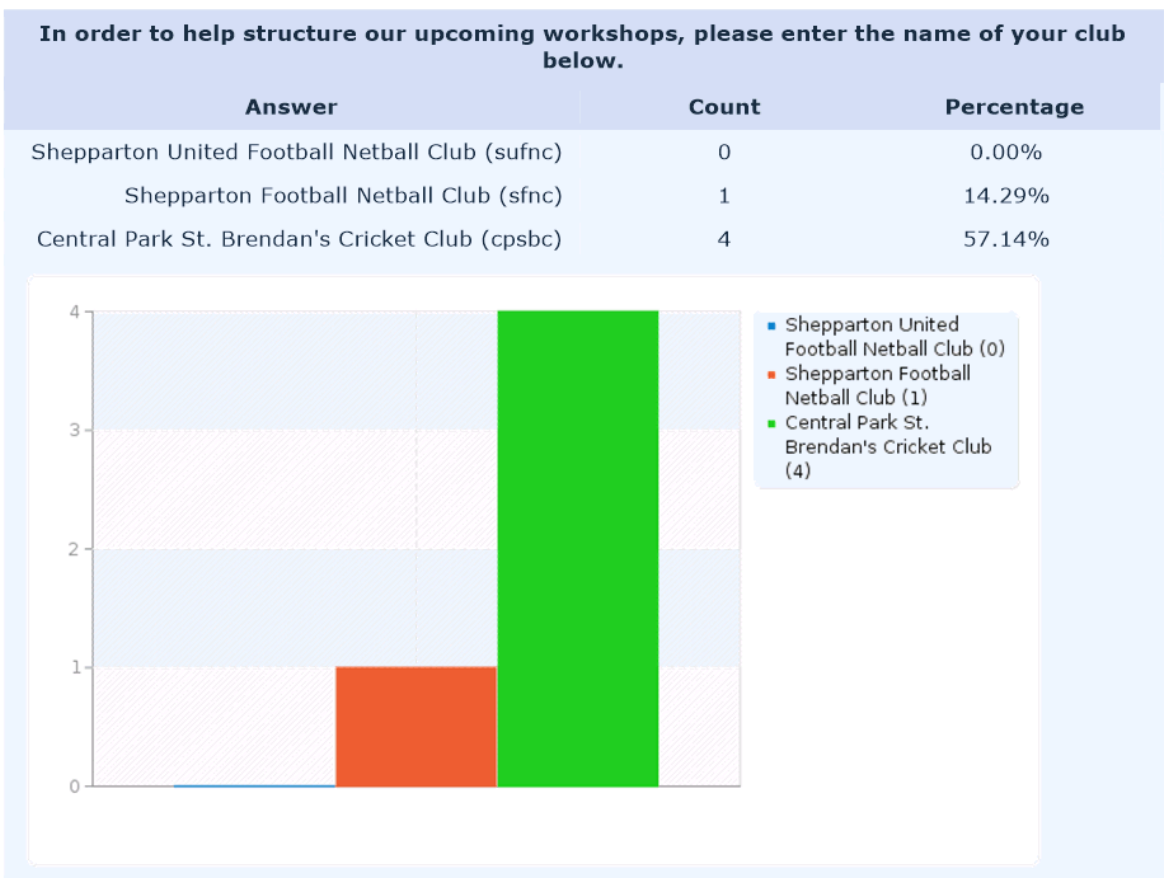 In order to help structure our upcoming workshops, please enter the name of your club
below.
Answer Count Percentage
Shepparton United Football Netball Club (sufnc) 0 0.00%
Shepparton Football Netball Club (sfnc) 1 14.29%
Central Park St. Brendan's Cricket Club (cpsbc) 4 57.14%
4
3
2
1
0
Shepparton United
Football Netball Club (0)
Shepparton Football
Netball Club (1)
Central Park St.
Brendan's Cricket Club
(4)